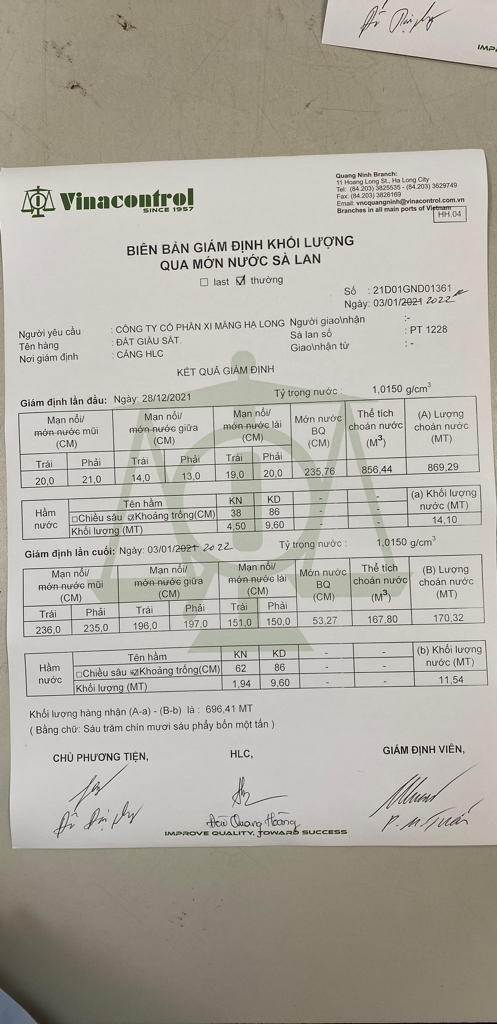 Vinacontrol
SINCE 1957
Quang Ninh Branch:
11 Hoang Long St., Ha Long City
Tel: (84.203) 3825535 - (84.203) 3629749
Fax: (84.203) 3826169
Email: vncquangninh@vinacontrol.com.vn
Branches in all main ports of Vietnam
HH.04
BIÊN BẢN GIÁM ĐỊNH KHỐI LƯỢNG
QUA MỚN NƯỚC SÀ LAN
□ last ☑ thường
Số : 21D01GND01361
Ngày: 03/01/2021 2022
Người yêu cầu : CÔNG TY CỔ PHẦN XI MĂNG HẠ LONG Người giao\nhận :-
Tên hàng : ĐẤT GIÀU SẮT. Sà lan số : PT 1228
Nơi giám định : CẢNG HLC Giao\nhận từ : -
KẾT QUẢ GIÁM ĐỊNH
Giám định lần đầu: Ngày: 28/12/2021 Tỷ trọng nước : 1,0150 g/cm³
Mạn nổi/ mớn nước mũi (CM) Mạn nổi/ mớn nước giữa (CM) Mạn nổi/ mớn nước lái (CM) Mớn nước BQ (CM) Thể tích choán nước (M³) (A) Lượng choán nước (MT)
Trái Phải Trái Phải Trái Phải
20,0 21,0 14,0 13,0 19,0 20,0 235,76 856,44 869,29
Hầm nước Tên hầm KN KD - - (a) Khối lượng nước (MT)
□Chiều sâu ☑Khoảng trống(CM) 38 86 - -
Khối lượng (MT) 4,50 9,60 - - 14,10
Giám định lần cuối: Ngày: 03/01/2021 2022 Tỷ trọng nước : 1,0150 g/cm³
Mạn nổi/ mớn nước mũi (CM) Mạn nổi/ mớn nước giữa (CM) Mạn nổi/ mớn nước lái (CM) Mớn nước BQ (CM) Thể tích choán nước (M³) (B) Lượng choán nước (MT)
Trái Phải Trái Phải Trái Phải
236,0 235,0 196,0 197,0 151,0 150,0 53,27 167,80 170,32
Hầm nước Tên hầm KN KD - - (b) Khối lượng nước (MT)
□Chiều sâu ☑Khoảng trống(CM) 62 86 - -
Khối lượng (MT) 1,94 9,60 - - 11,54
Khối lượng hàng nhận (A-a) - (B-b) là : 696,41 MT
( Bằng chữ: Sáu trăm chín mươi sáu phẩy bốn một tấn )
CHỦ PHƯƠNG TIỆN, HLC, GIÁM ĐỊNH VIÊN,
Quang Hoàng
IMPROVE QUALITY, TOWARD SUCCESS